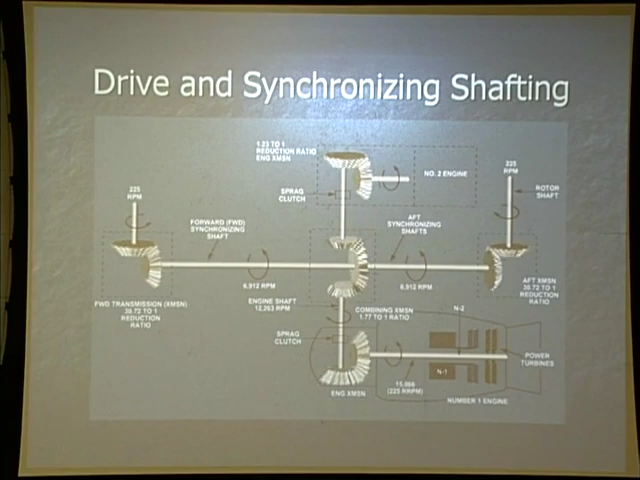 Drive and Synchronizing Shafting
1.23 TO 1
REDUCTION RATIO
ENG XMSN
NO. 2 ENGINE
225
RPM
225
RPM
SPRAG
CLUTCH
ROTOR
SHAFT
FORWARD (FWD)
SYNCHRONIZING
SHAFT
AFT
SYNCHRONIZING
SHAFTS
6,912 RPM
6,912 RPM
FWD TRANSMISSION (XMSN)
30.72 TO 1
REDUCTION
RATIO
AFT XMSN
30.72 TO 1
REDUCTION
RATIO
ENGINE SHAFT
12,263 RPM
COMBINING XMSN
1.77 TO 1 RATIO
N-2
SPRAG
CLUTCH
POWER
TURBINES
N-1
15,066
(225 RRPM)
ENG XMSN
NUMBER 1 ENGINE